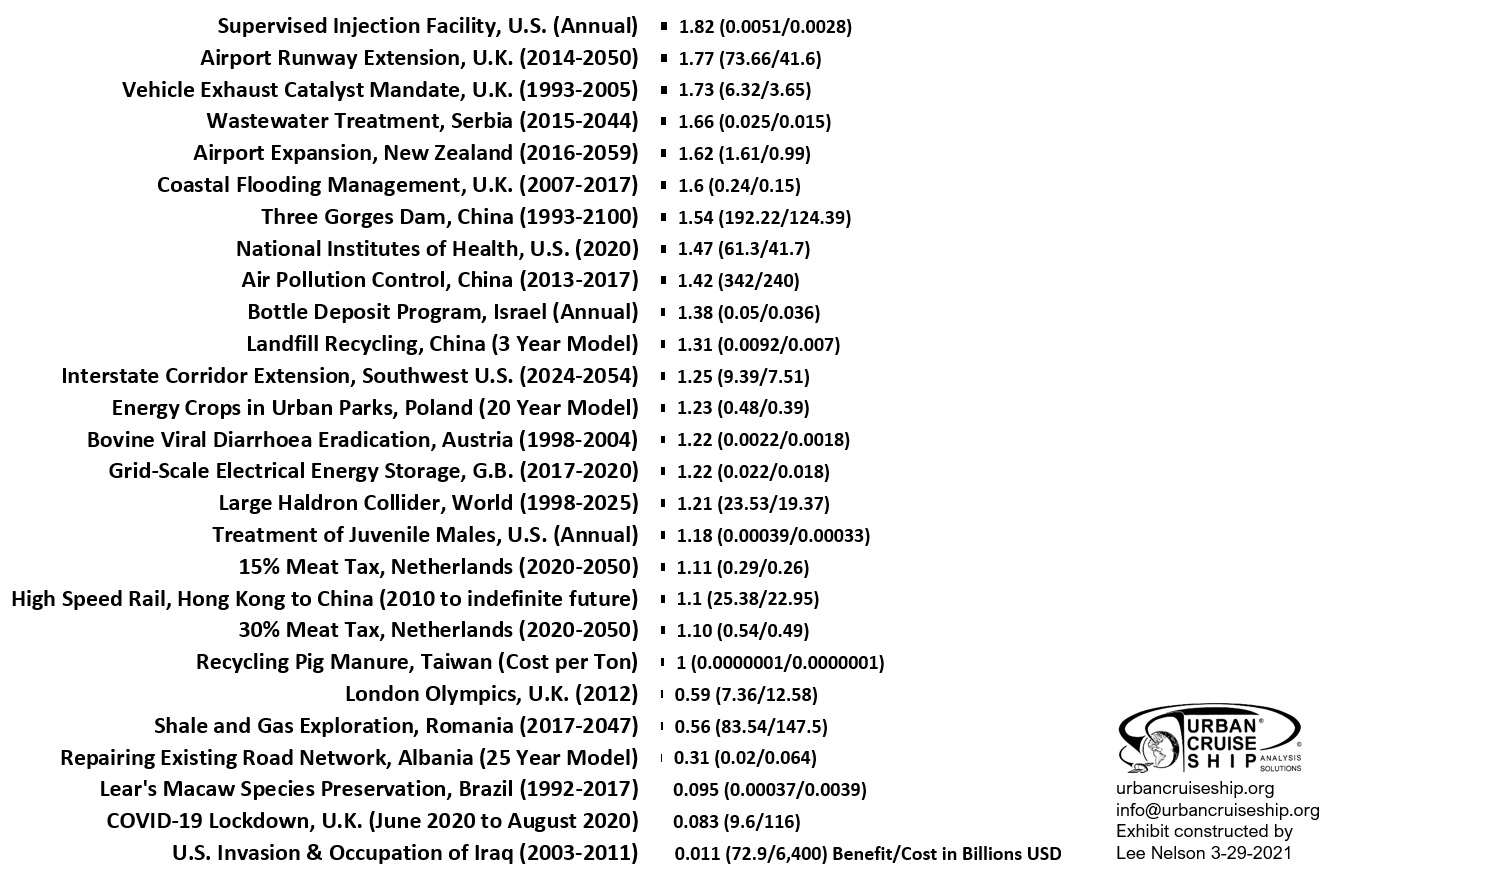 Supervised Injection Facility, U.S. (Annual) 1.82 (0.0051/0.0028)
Airport Runway Extension, U.K. (2014-2050) 1.77 (73.66/41.6)
Vehicle Exhaust Catalyst Mandate, U.K. (1993-2005) 1.73 (6.32/3.65)
Wastewater Treatment, Serbia (2015-2044) 1.66 (0.025/0.015)
Airport Expansion, New Zealand (2016-2059) 1.62 (1.61/0.99)
Coastal Flooding Management, U.K. (2007-2017) 1.6 (0.24/0.15)
Three Gorges Dam, China (1993-2100) 1.54 (192.22/124.39)
National Institutes of Health, U.S. (2020) 1.47 (61.3/41.7)
Air Pollution Control, China (2013-2017) 1.42 (342/240)
Bottle Deposit Program, Israel (Annual) 1.38 (0.05/0.036)
Landfill Recycling, China (3 Year Model) 1.31 (0.0092/0.007)
Interstate Corridor Extension, Southwest U.S. (2024-2054) 1.25 (9.39/7.51)
Energy Crops in Urban Parks, Poland (20 Year Model) 1.23 (0.48/0.39)
Bovine Viral Diarrhoea Eradication, Austria (1998-2004) 1.22 (0.0022/0.0018)
Grid-Scale Electrical Energy Storage, G.B. (2017-2020) 1.22 (0.022/0.018)
Large Haldron Collider, World (1998-2025) 1.21 (23.53/19.37)
Treatment of Juvenile Males, U.S. (Annual) 1.18 (0.00039/0.00033)
15% Meat Tax, Netherlands (2020-2050) 1.11 (0.29/0.26)
High Speed Rail, Hong Kong to China (2010 to indefinite future) 1.1 (25.38/22.95)
30% Meat Tax, Netherlands (2020-2050) 1.10 (0.54/0.49)
Recycling Pig Manure, Taiwan (Cost per Ton) 1 (0.0000001/0.0000001)
London Olympics, U.K. (2012) 0.59 (7.36/12.58)
Shale and Gas Exploration, Romania (2017-2047) 0.56 (83.54/147.5)
Repairing Existing Road Network, Albania (25 Year Model) 0.31 (0.02/0.064)
Lear's Macaw Species Preservation, Brazil (1992-2017) 0.095 (0.00037/0.0039)
COVID-19 Lockdown, U.K. (June 2020 to August 2020) 0.083 (9.6/116)
U.S. Invasion & Occupation of Iraq (2003-2011) 0.011 (72.9/6,400) Benefit/Cost in Billions USD
URBAN®
CRUISE
SHIP©
ANALYSIS
SOLUTIONS
urbancruiseship.org
info@urbancruiseship.org
Exhibit constructed by
Lee Nelson 3-29-2021